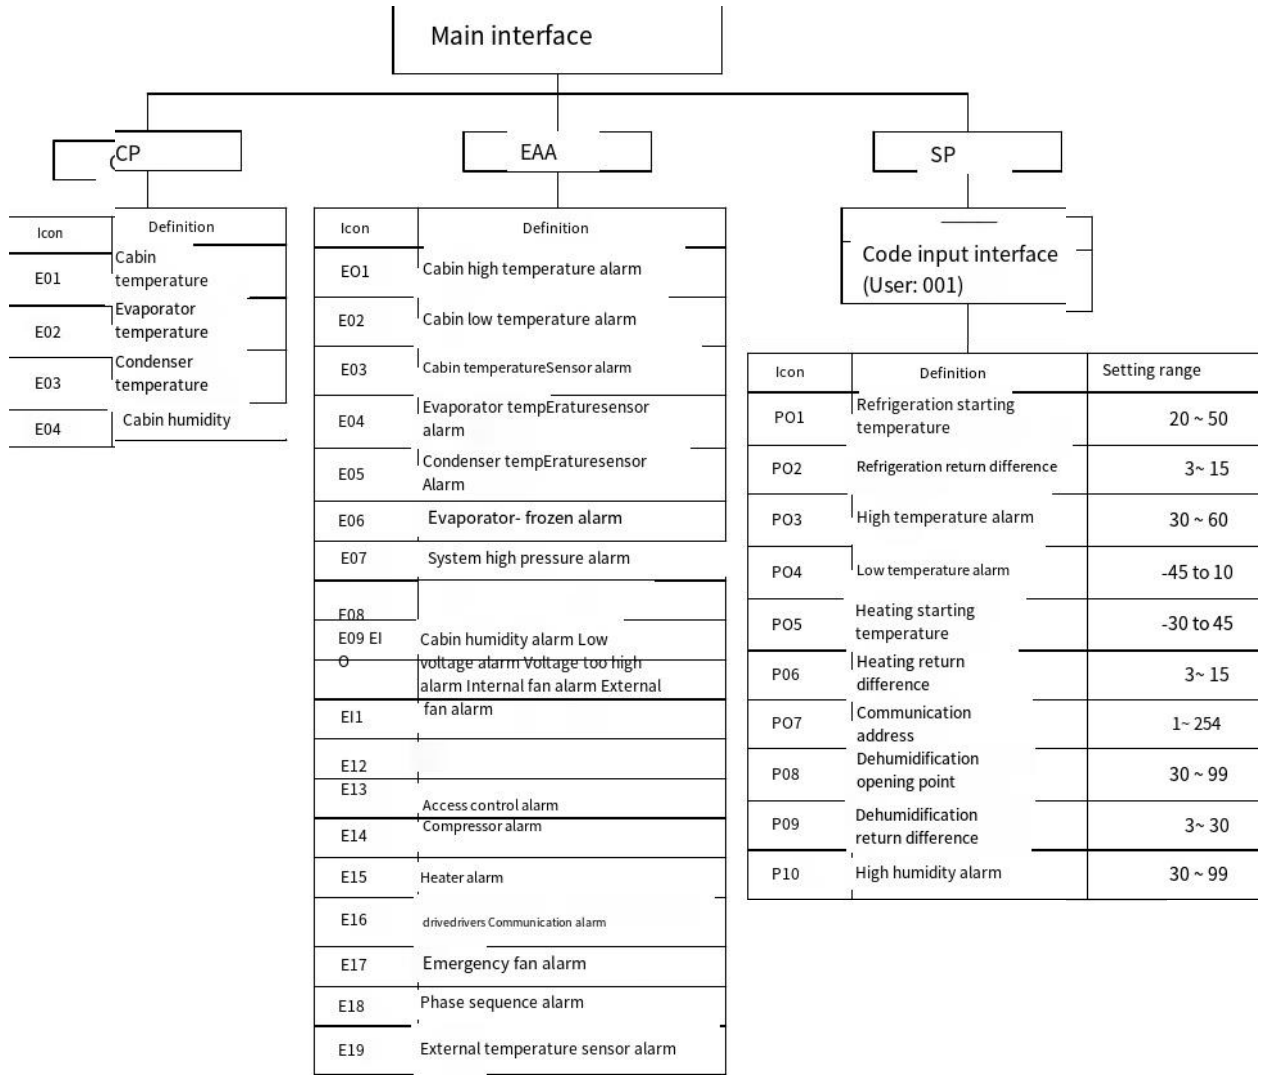 Main interface
CP
EAA
SP
Icon Definition
E01 Cabin
temperature
E02 Evaporator
temperature
E03 Condenser
temperature
E04 Cabin humidity
Icon Definition
EO1 Cabin high temperature alarm
E02 Cabin low temperature alarm
E03 Cabin temperatureSensor alarm
E04 Evaporator tempEraturesensor
alarm
E05 Condenser tempEraturesensor
Alarm
E06 Evaporator- frozen alarm
E07 System high pressure alarm
E08
E09 EI
O
Cabin humidity alarm Low
voltage alarm Voltage too high
alarm Internal fan alarm External
fan alarm
EI1
E12
E13
Access control alarm
Compressor alarm
E14
E15 Heater alarm
E16 drivedrivers Communication alarm
E17 Emergency fan alarm
E18 Phase sequence alarm
E19 External temperature sensor alarm
Code input interface
(User: 001)
Icon Definition Setting range
PO1 Refrigeration starting
temperature 20 ~ 50
PO2 Refrigeration return difference 3~ 15
PO3 High temperature alarm 30 ~ 60
PO4 Low temperature alarm -45 to 10
PO5 Heating starting
temperature -30 to 45
P06 Heating return
difference 3~ 15
PO7 Communication
address 1~ 254
P08 Dehumidification
opening point 30 ~ 99
P09 Dehumidification
return difference 3~ 30
P10 High humidity alarm 30 ~ 99